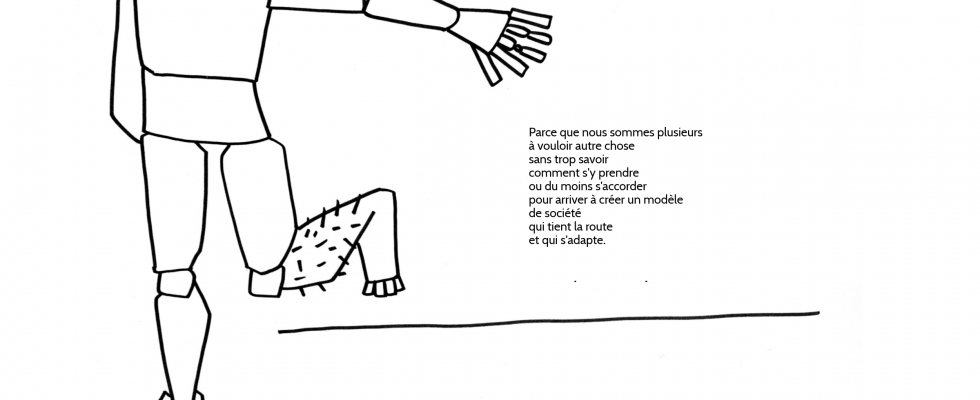 Parce que nous sommes plusieurs
à vouloir autre chose
sans trop savoir
comment s'y prendre
ou du moins s'accorder
pour arriver à créer un modèle
de société
qui tient la route
et qui s'adapte.